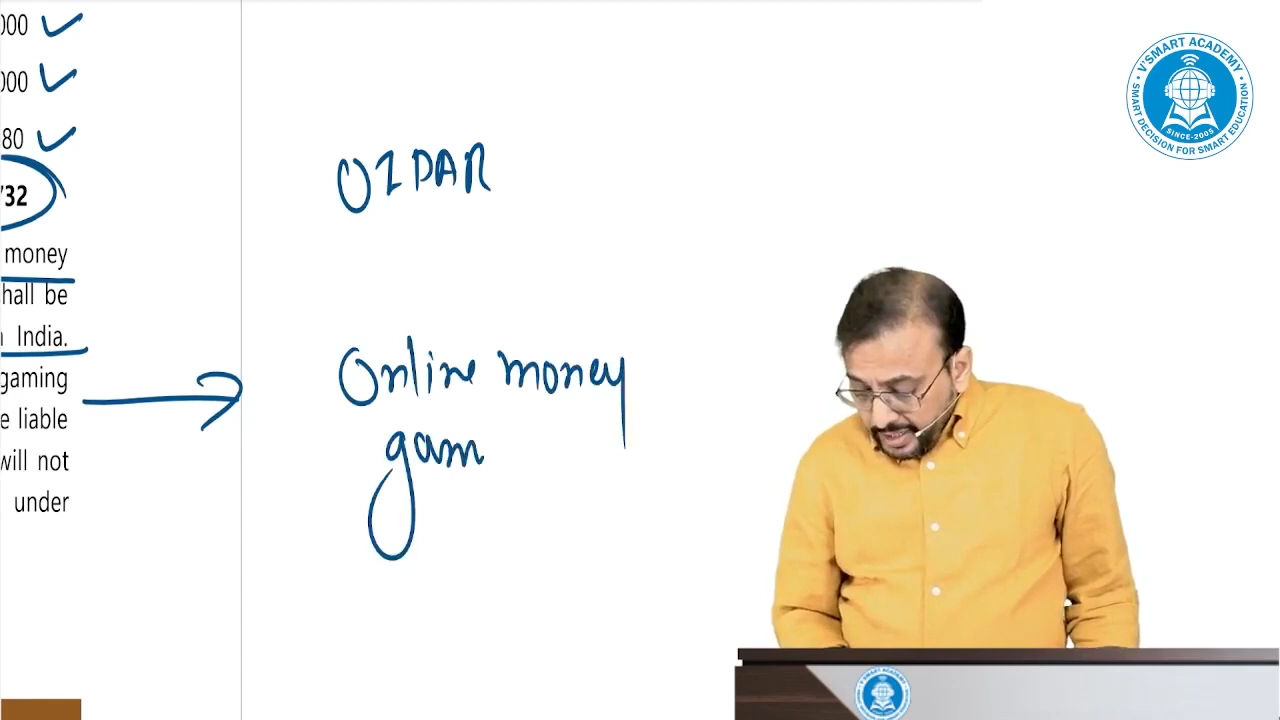 000
000
80
732
money
shall be
India.
gaming
e liable
will not
under
OIDAR
Online money
gam
V'SMART ACADEMY
SMART DECISION FOR SMART EDUCATION
SINCE-2005